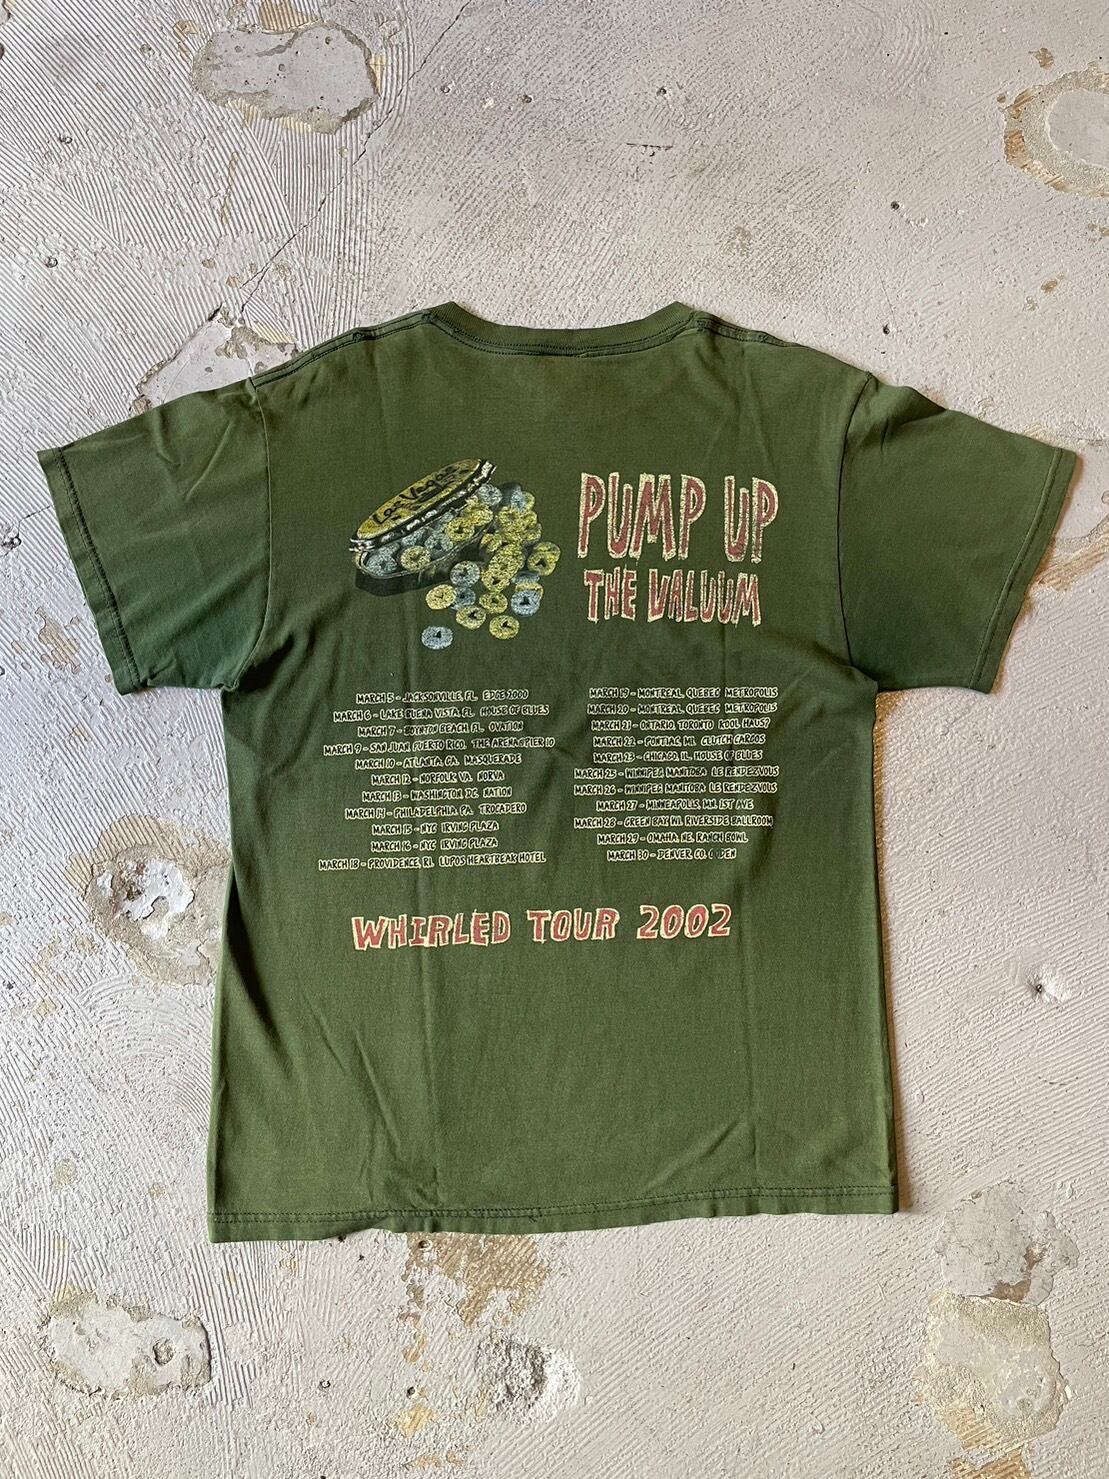 Las Vegas
PUMP UP
THE VALUUM
MARCH 5 - JACKSONVILLE, FL. EDGE 2000
MARCH 6 - LAKE BUENA VISTA, FL. HOUSE OF BLUES
MARCH 7 - BOYNTON BEACH, FL. OVATION
MARCH 9 - SAN JUAN PUERTO RICO. THE ARENA@PIER 10
MARCH 10 - ATLANTA, GA. MASQUERADE
MARCH 12 - NORFOLK, VA. NORVA
MARCH 13 - WASHINGTON DC. NATION
MARCH 14 - PHILADELPHIA, PA. TROCADERO
MARCH 15 - NYC IRVING PLAZA
MARCH 16 - NYC IRVING PLAZA
MARCH 18 - PROVIDENCE, RI. LUPOS HEARTBEAK HOTEL
MARCH 19 - MONTREAL QUEBEC METROPOLIS
MARCH 20 - MONTREAL QUEBEC METROPOLIS
MARCH 21 - ONTARIO TORONTO KOOL HAUS?
MARCH 22 - PONTIAC, MI. CLUTCH CARGOS
MARCH 23 - CHICAGO, IL. HOUSE OF BLUES
MARCH 25 - WINNIPEG MANITOBA LE RENDEZVOUS
MARCH 26 - WINNIPEG MANITOBA LE RENDEZVOUS
MARCH 27 - MINNEAPOLIS, MN. 1ST AVE
MARCH 28 - GREEN BAY, WI. RIVERSIDE BALLROOM
MARCH 29 - OMAHA NE. RANCH BOWL
MARCH 30 - DENVER, CO.
WHIRLED TOUR 2002